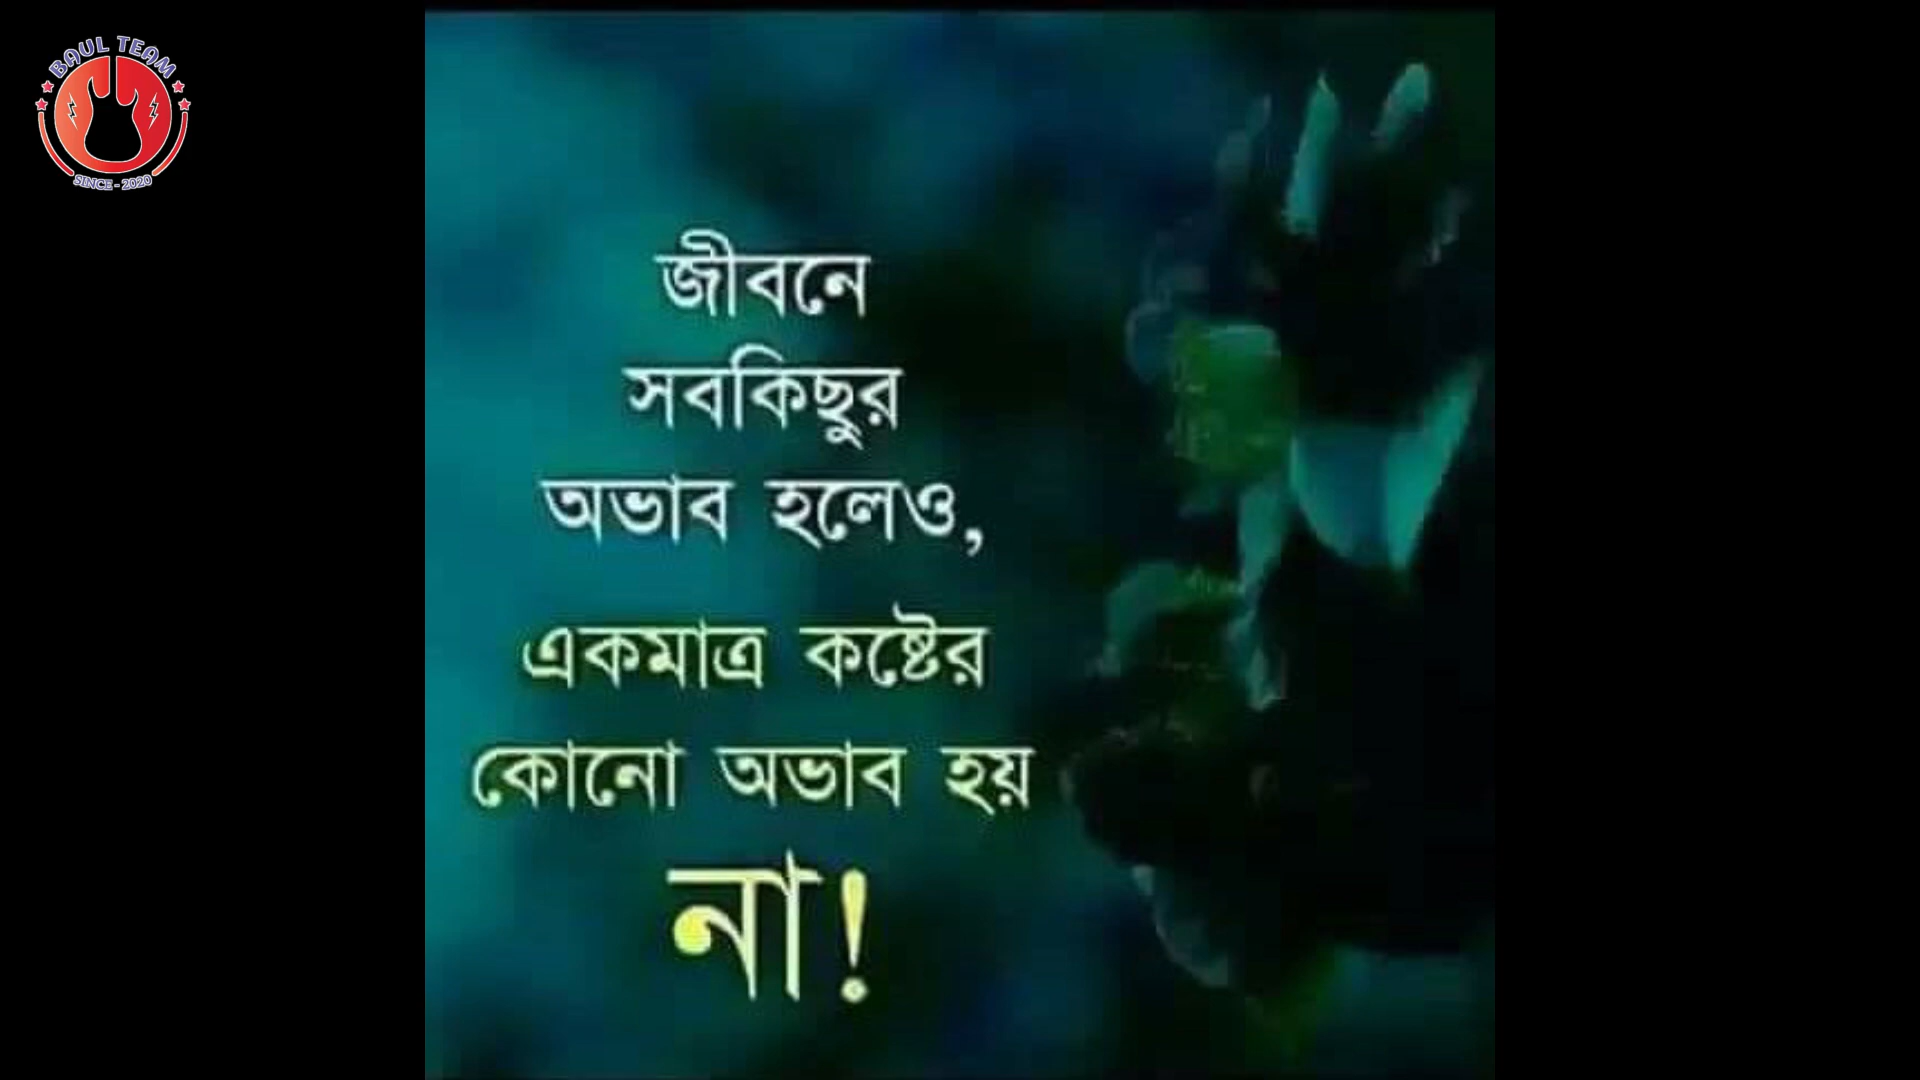 BAUL TEAM
SINCE - 2020
জীবনে
সবকিছুর
অভাব হলেও,
একমাত্র কষ্টের
কোনো অভাব হয়
না!